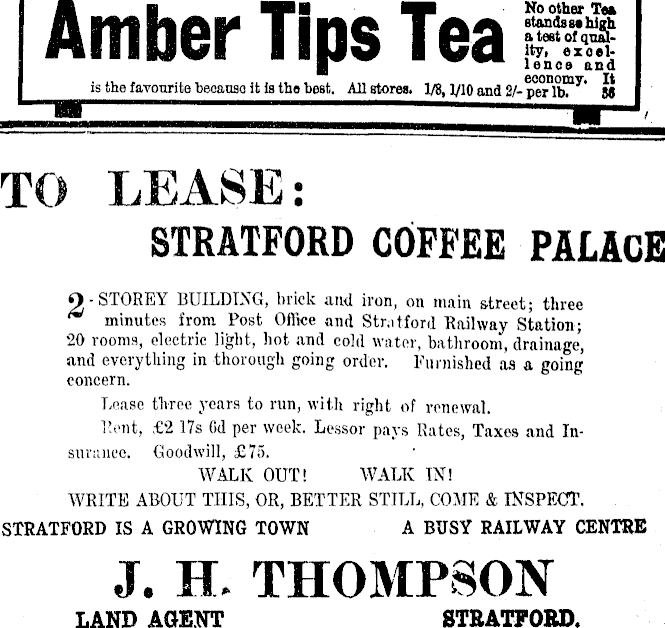 Amber Tips Tea
No other Tea
stands so high
a test of qual-
ity, excel-
lence and
economy. It
is the favourite because it is the best. All stores. 1/8, 1/10 and 2/- per lb. 56
TO LEASE:
STRATFORD COFFEE PALACE
2-STOREY BUILDING, brick and iron, on main street; three
minutes from Post Office and Stratford Railway Station;
20 rooms, electric light, hot and cold water, bathroom, drainage,
and everything in thorough going order. Furnished as a going
concern.
Lease three years to run, with right of renewal.
Rent, £2 17s 6d per week. Lessor pays Rates, Taxes and In-
surance. Goodwill, £75.
WALK OUT! WALK IN!
WRITE ABOUT THIS, OR, BETTER STILL, COME & INSPECT.
STRATFORD IS A GROWING TOWN A BUSY RAILWAY CENTRE
J. H. THOMPSON
LAND AGENT STRATFORD.